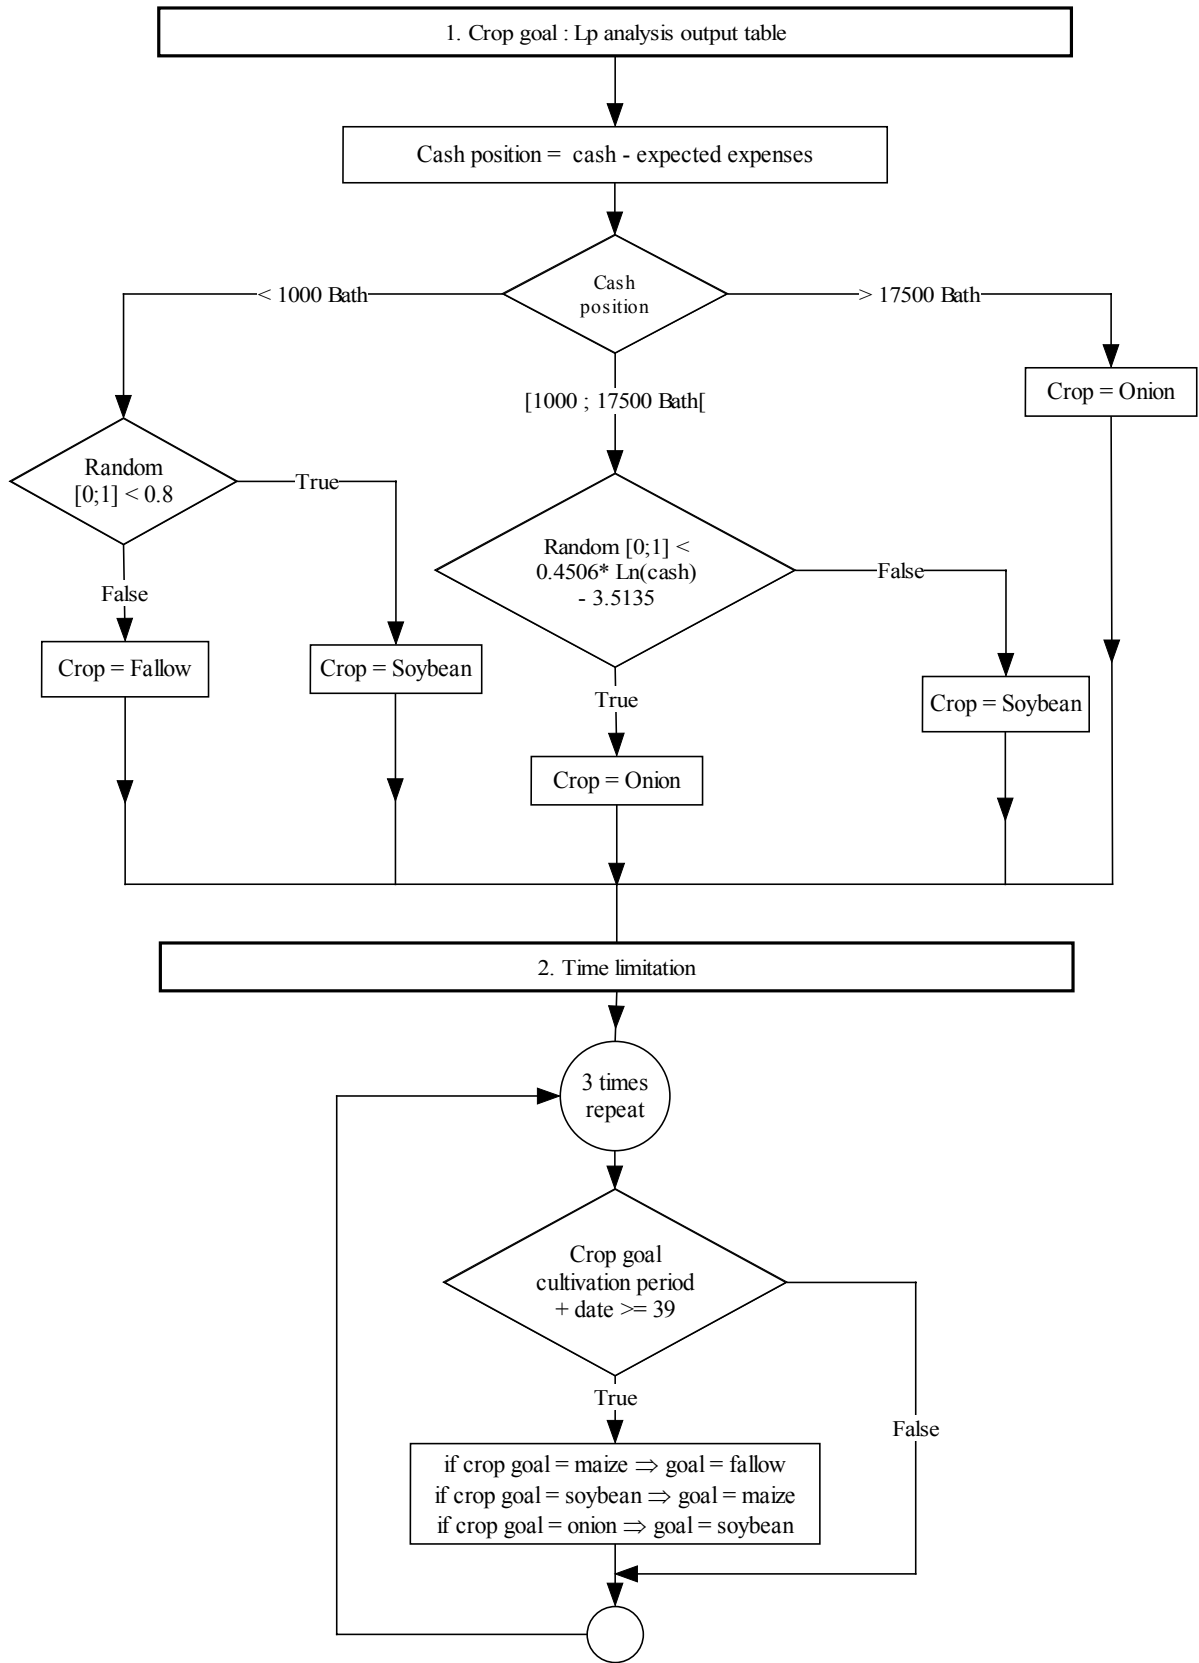 1. Crop goal : Lp analysis output table
Cash position = cash - expected expenses
Cash
position
< 1000 Bath
> 17500 Bath
[1000 ; 17500 Bath[
Crop = Onion
Random
[0;1] < 0.8
True
False
Random [0;1] <
0.4506* Ln(cash)
- 3.5135
False
True
Crop = Fallow
Crop = Soybean
Crop = Soybean
Crop = Onion
2. Time limitation
3 times
repeat
Crop goal
cultivation period
+ date >= 39
True
False
if crop goal = maize ⇒ goal = fallow
if crop goal = soybean ⇒ goal = maize
if crop goal = onion ⇒ goal = soybean